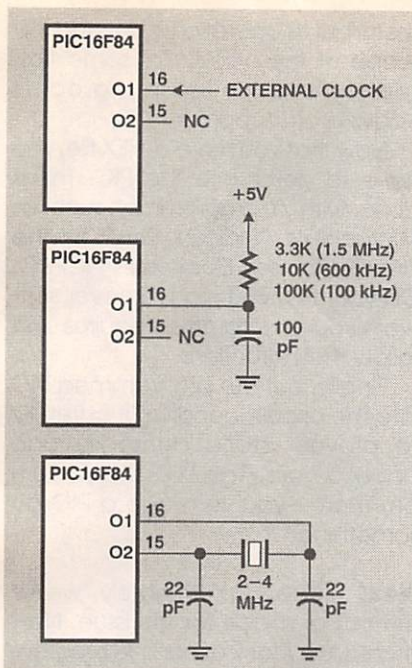 PIC16F84
O1 16 EXTERNAL CLOCK
O2 15 NC
+5V
PIC16F84
3.3K (1.5 MHz)
10K (600 kHz)
100K (100 kHz)
O1 16
O2 15 NC
100
pF
PIC16F84
O1 16
O2 15
22
pF
2–4
MHz
22
pF